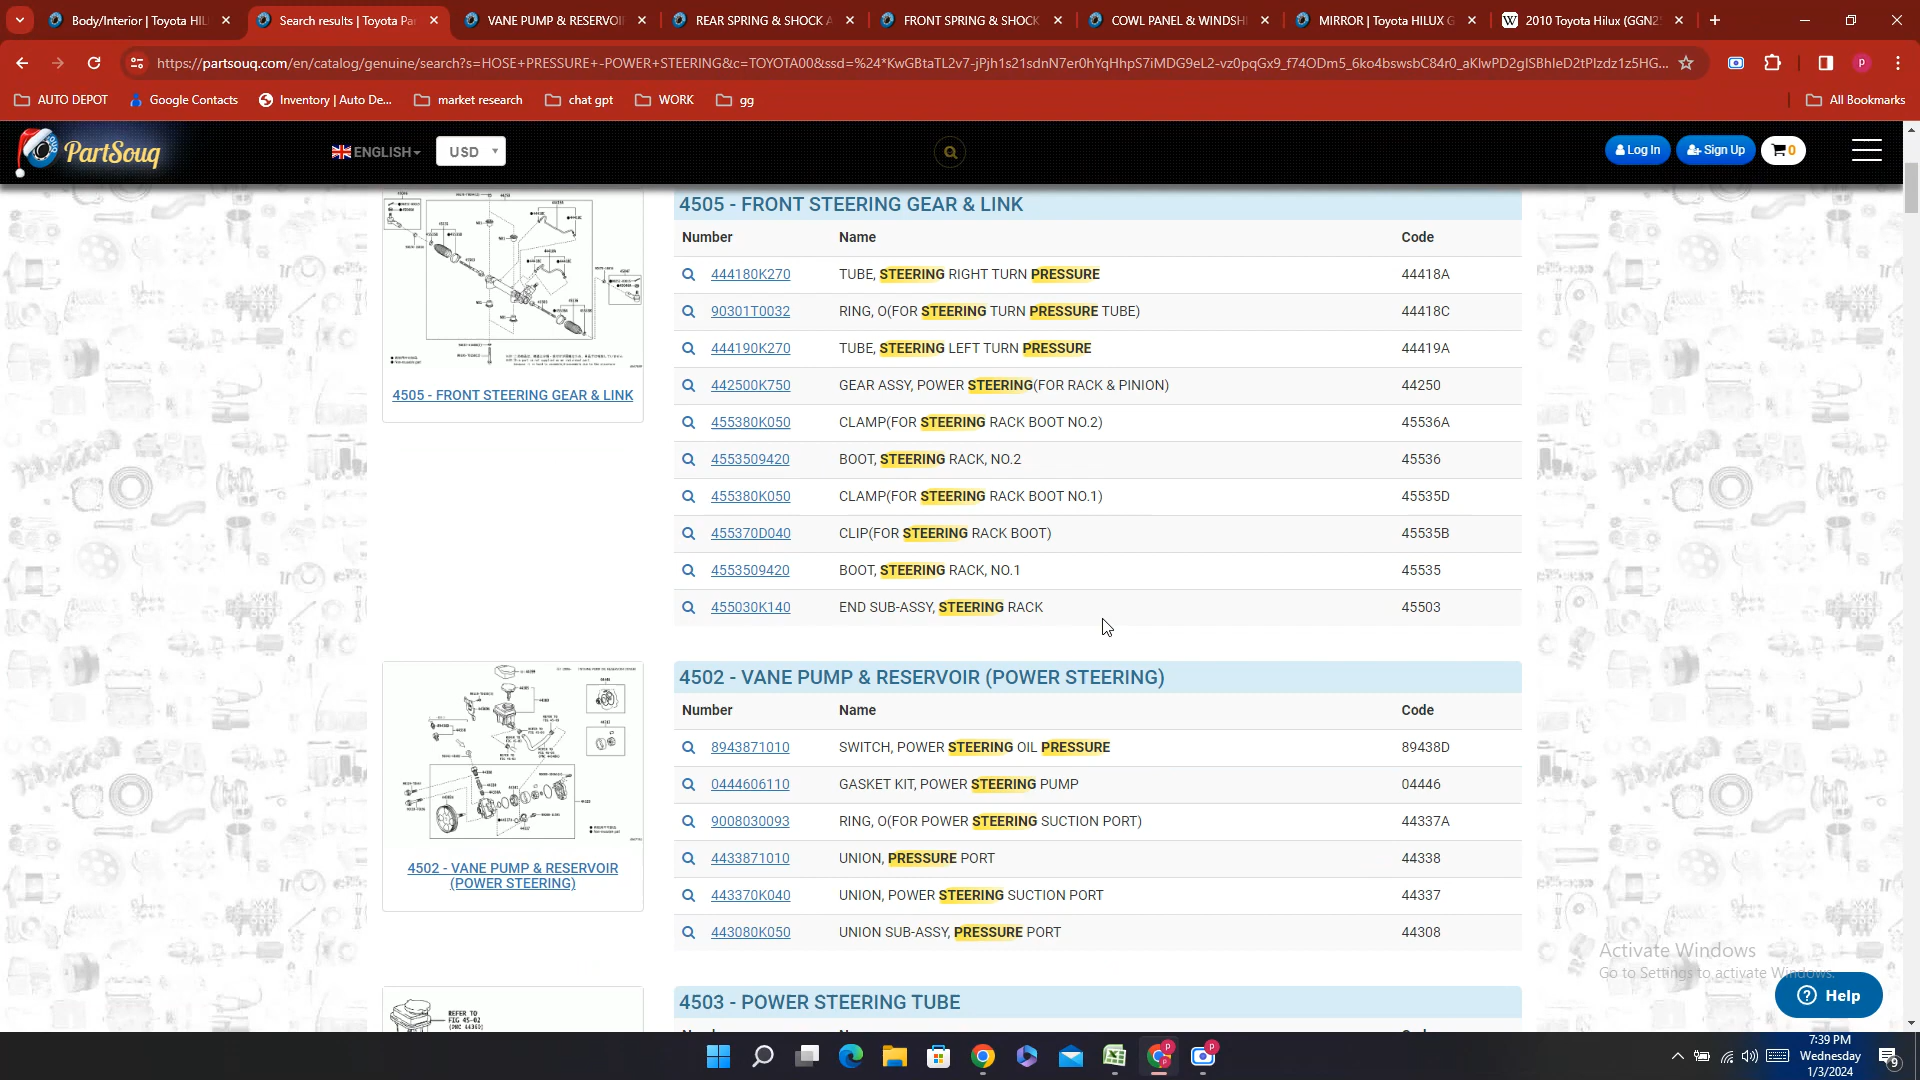 Body/Interior | Toyota HIL
Search results | Toyota Pa
VANE PUMP & RESERVOI
REAR SPRING & SHOCK A
FRONT SPRING & SHOCK
COWL PANEL & WINDSH
MIRROR | Toyota HILUX G
2010 Toyota Hilux (GGN2
https://partsouq.com/en/catalog/genuine/search?s=HOSE+PRESSURE+-POWER+STEERING&c=TOYOTA00&ssd=%24*KwGBtaTL2v7-jPjh1s21sdnN7er0hYqHhpS7iMDG9eL2-vz0pqGx9_f74ODm5_6ko4bswsbC84r0_aKlwPD2glSBhIeD2tPlzdz1z5HG...
AUTO DEPOT
Google Contacts
Inventory | Auto De...
market research
chat gpt
WORK
gg
All Bookmarks
PartSouq
ENGLISH
USD
Log In
Sign Up
0
4505 - FRONT STEERING GEAR & LINK
4505 - FRONT STEERING GEAR & LINK
Number Name Code
444180K270 TUBE, STEERING RIGHT TURN PRESSURE 44418A
90301T0032 RING, O(FOR STEERING TURN PRESSURE TUBE) 44418C
444190K270 TUBE, STEERING LEFT TURN PRESSURE 44419A
442500K750 GEAR ASSY, POWER STEERING(FOR RACK & PINION) 44250
455380K050 CLAMP(FOR STEERING RACK BOOT NO.2) 45536A
4553509420 BOOT, STEERING RACK, NO.2 45536
455380K050 CLAMP(FOR STEERING RACK BOOT NO.1) 45535D
455370D040 CLIP(FOR STEERING RACK BOOT) 45535B
4553509420 BOOT, STEERING RACK, NO.1 45535
455030K140 END SUB-ASSY, STEERING RACK 45503
4502 - VANE PUMP & RESERVOIR
(POWER STEERING)
4502 - VANE PUMP & RESERVOIR (POWER STEERING)
Number Name Code
8943871010 SWITCH, POWER STEERING OIL PRESSURE 89438D
0444606110 GASKET KIT, POWER STEERING PUMP 04446
9008030093 RING, O(FOR POWER STEERING SUCTION PORT) 44337A
4433871010 UNION, PRESSURE PORT 44338
443370K040 UNION, POWER STEERING SUCTION PORT 44337
443080K050 UNION SUB-ASSY, PRESSURE PORT 44308
REFER TO
FIG 45-02
(PNC 44360)
4503 - POWER STEERING TUBE
Activate Windows
Go to Settings to activate Windows.
Help
7:39 PM
Wednesday
1/3/2024
9